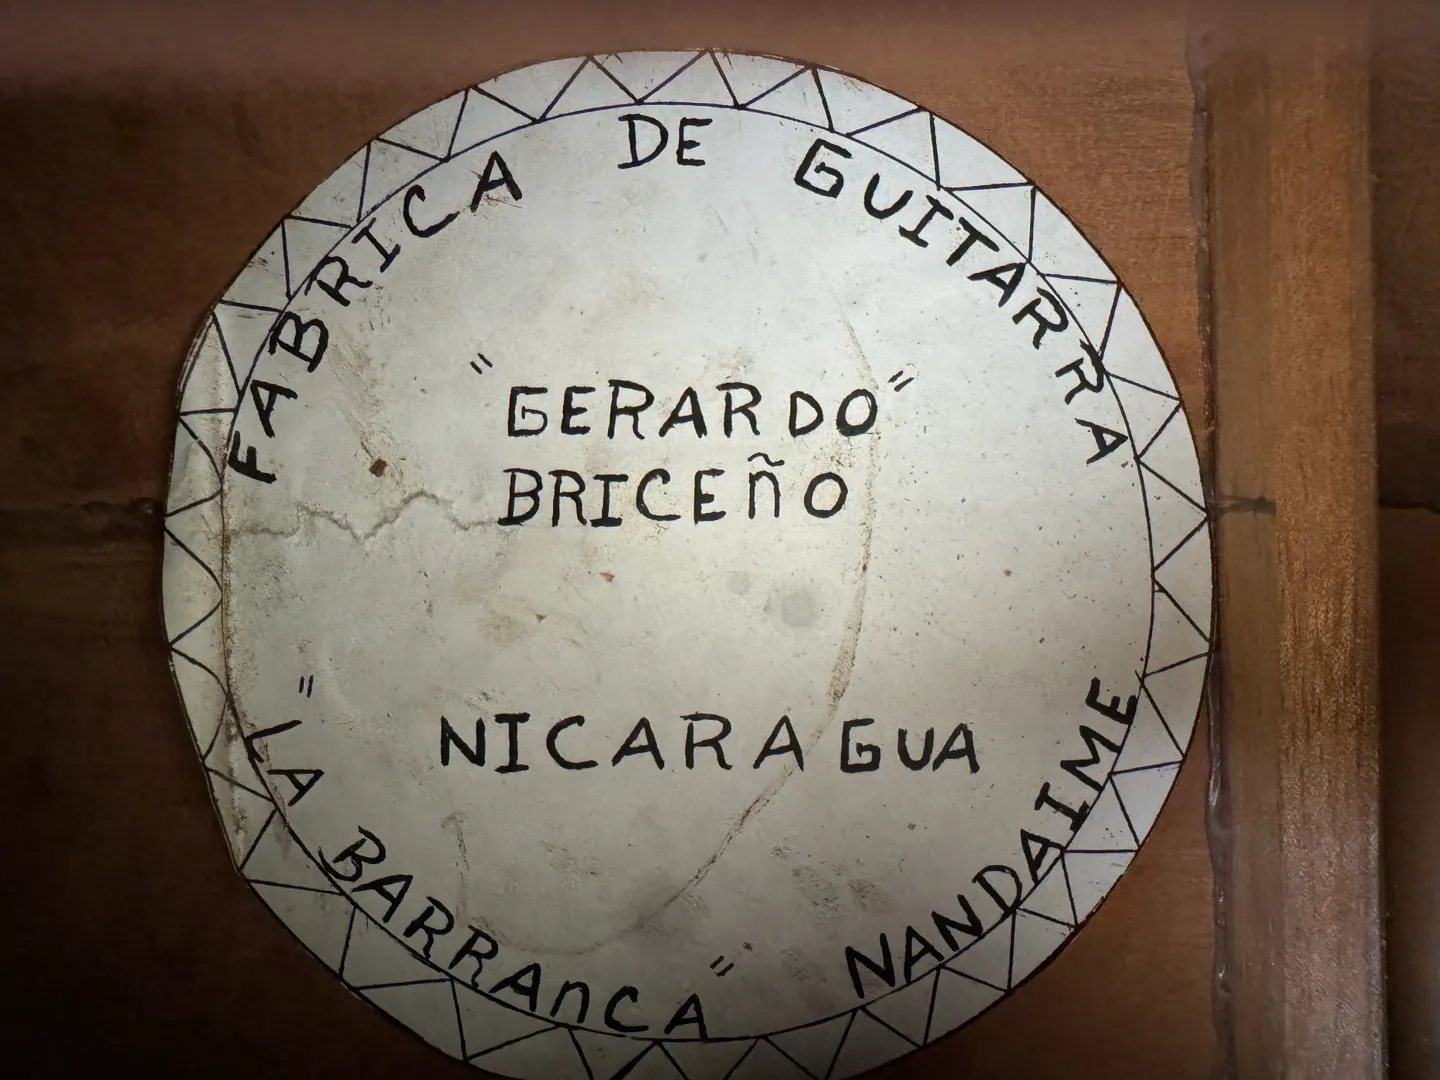 FABRICA DE GUITARRA
"GERARDO"
BRICEñO
NICARAGUA
"LA BARRAnCA" NANDAIME